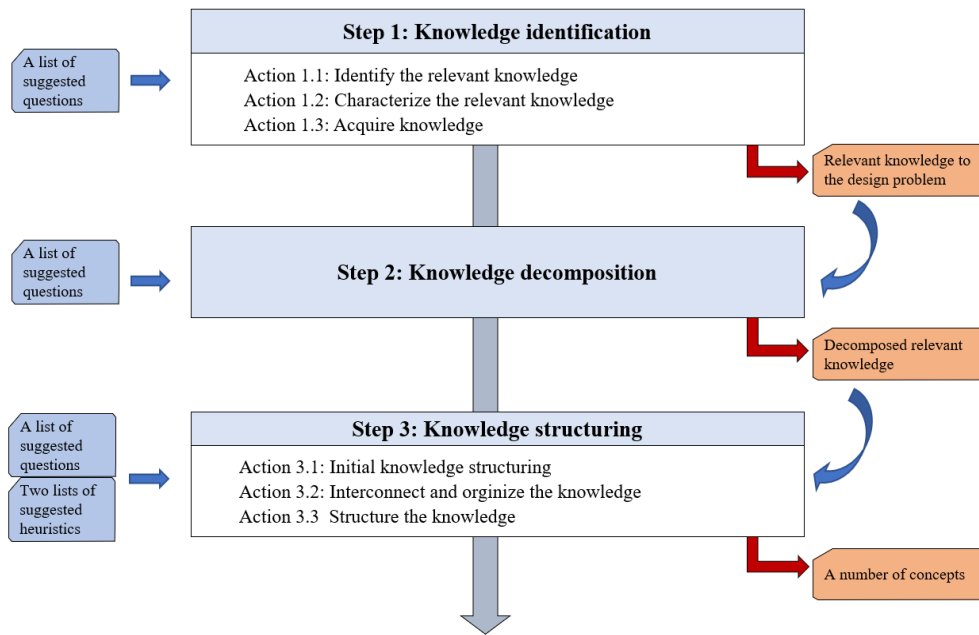 Step 1: Knowledge identification
A list of
suggested
questions
Action 1.1: Identify the relevant knowledge
Action 1.2: Characterize the relevant knowledge
Action 1.3: Acquire knowledge
Relevant knowledge to
the design problem
A list of
suggested
questions
Step 2: Knowledge decomposition
Decomposed relevant
knowledge
Step 3: Knowledge structuring
A list of
suggested
questions
Two lists of
suggested
heuristics
Action 3.1: Initial knowledge structuring
Action 3.2: Interconnect and orginize the knowledge
Action 3.3  Structure the knowledge
A number of concepts